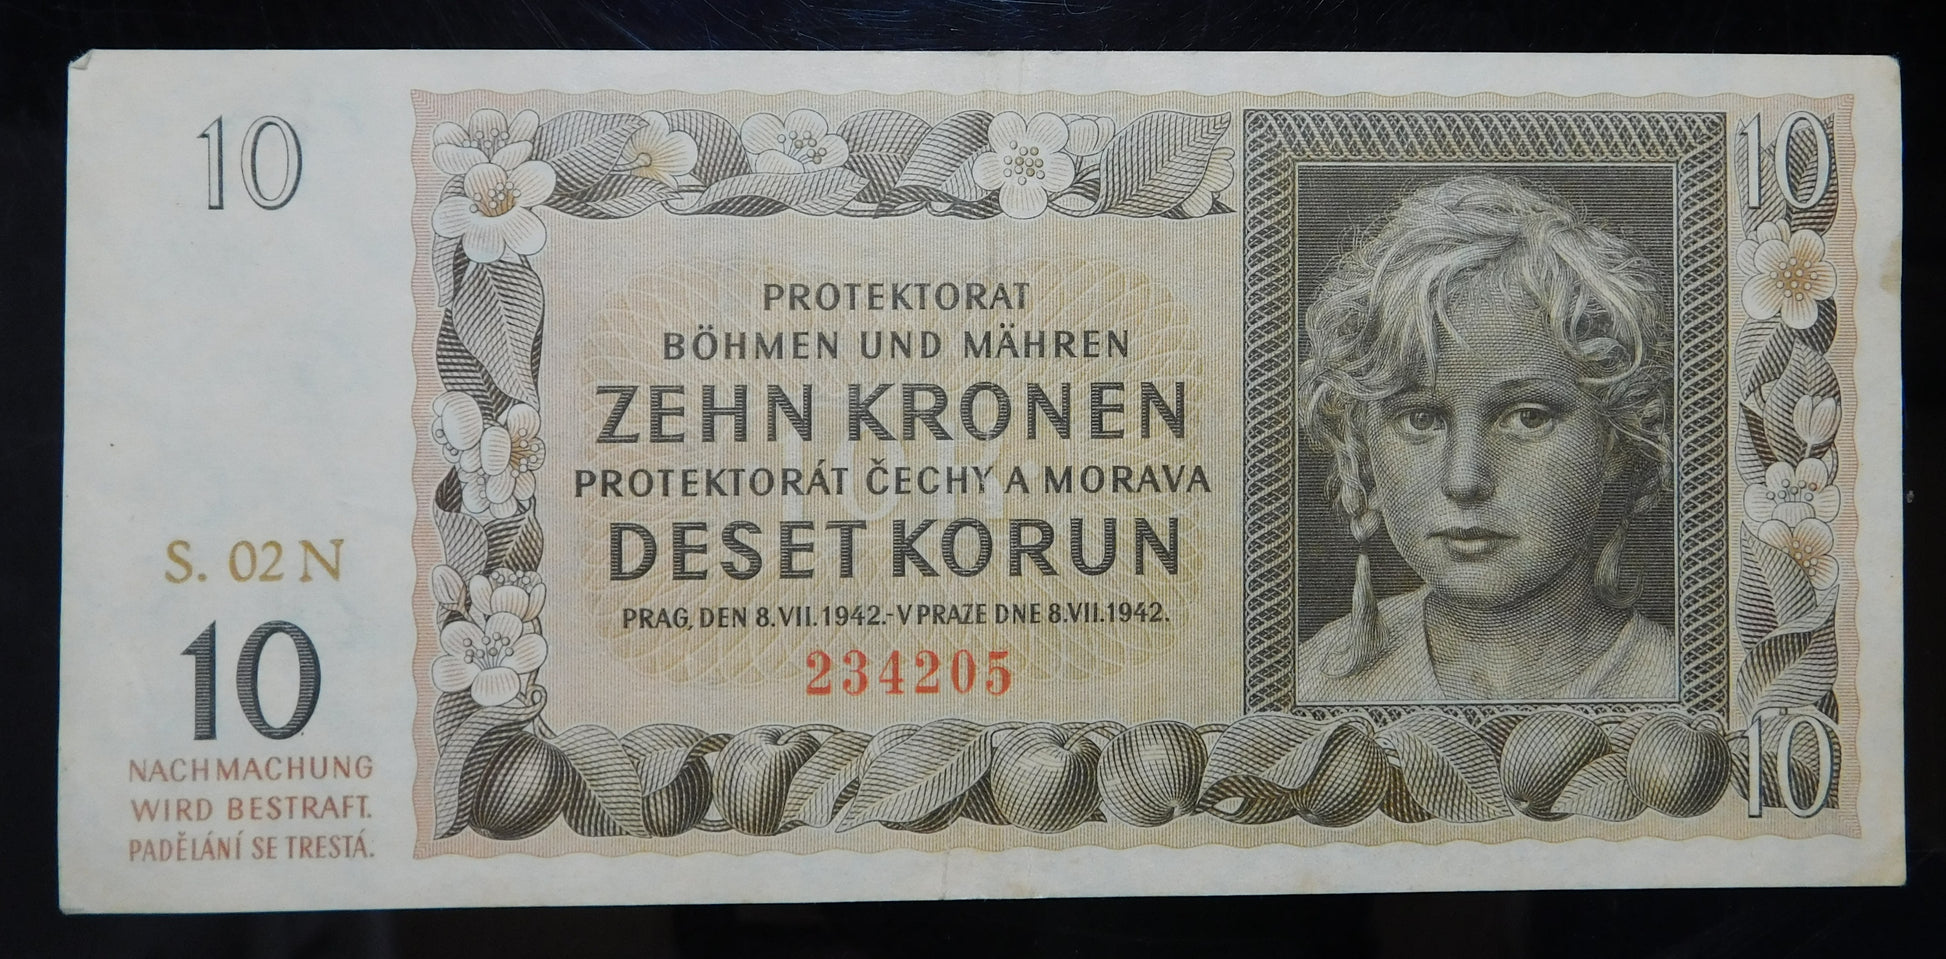 10
10
PROTEKTORAT
BÖHMEN UND MÄHREN
ZEHN KRONEN
PROTEKTORÁT ČECHY A MORAVA
DESET KORUN
PRAG, DEN 8.VII.1942.-V PRAZE DNE 8.VII.1942.
234205
S. 02 N
10
NACHMACHUNG
WIRD BESTRAFT.
PADĚLÁNÍ SE TRESTÁ.
10